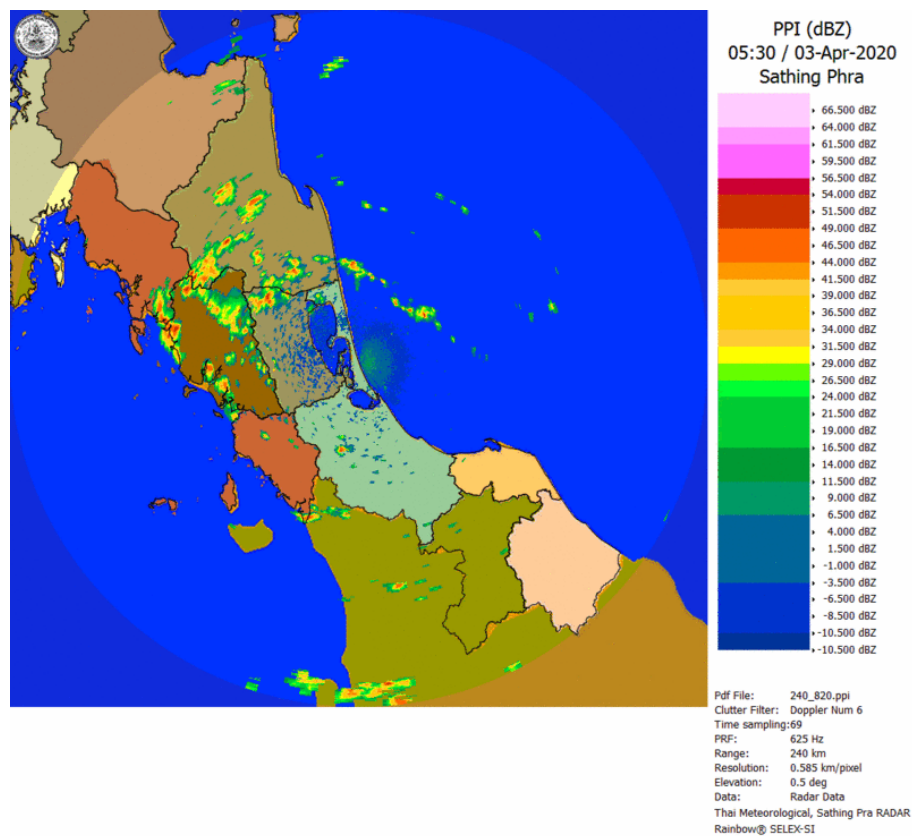 PPI (dBZ)
05:30 / 03-Apr-2020
Sathing Phra
66.500 dBZ
64.000 dBZ
61.500 dBZ
59.500 dBZ
56.500 dBZ
54.000 dBZ
51.500 dBZ
49.000 dBZ
46.500 dBZ
44.000 dBZ
41.500 dBZ
39.000 dBZ
36.500 dBZ
34.000 dBZ
31.500 dBZ
29.000 dBZ
26.500 dBZ
24.000 dBZ
21.500 dBZ
19.000 dBZ
16.500 dBZ
14.000 dBZ
11.500 dBZ
9.000 dBZ
6.500 dBZ
4.000 dBZ
1.500 dBZ
-1.000 dBZ
-3.500 dBZ
-6.500 dBZ
-8.500 dBZ
-10.500 dBZ
-10.500 dBZ
Pdf File: 240_820.ppi
Clutter Filter: Doppler Num 6
Time sampling:69
PRF: 625 Hz
Range: 240 km
Resolution: 0.585 km/pixel
Elevation: 0.5 deg
Data: Radar Data
Thai Meteorological, Sathing Pra RADAR
Rainbow® SELEX-SI